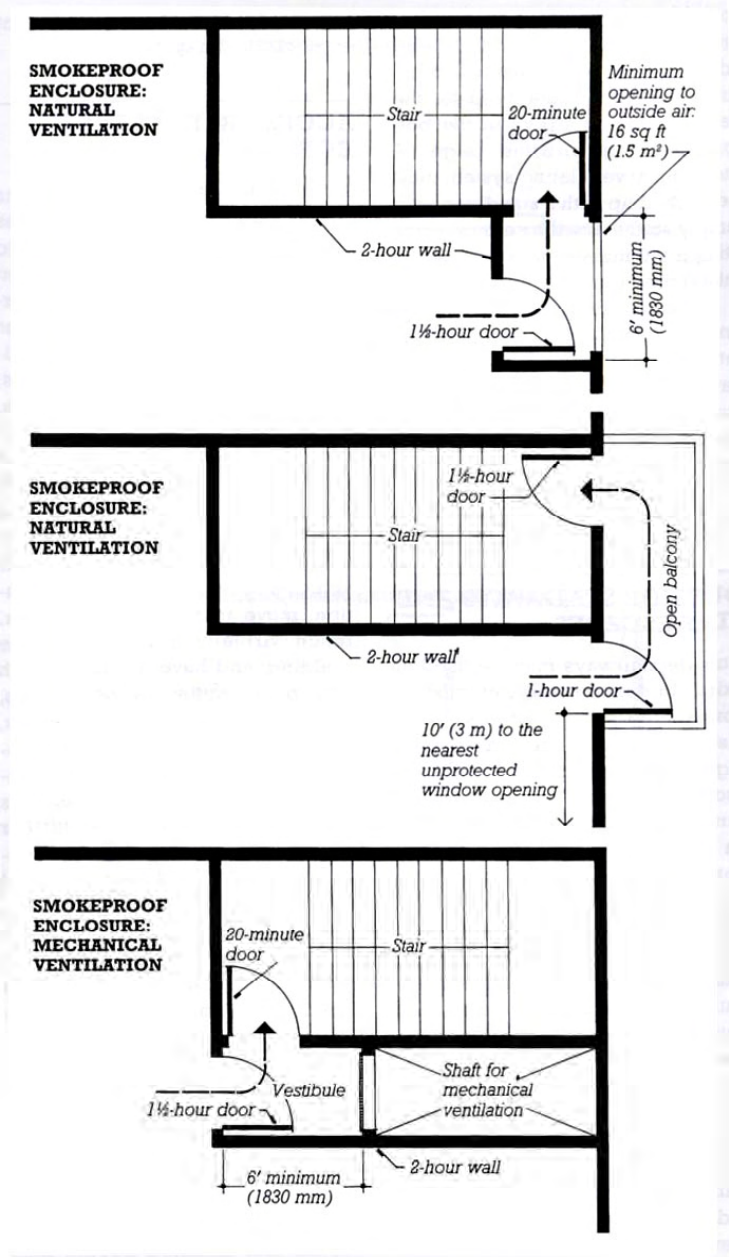 SMOKEPROOF
ENCLOSURE:
NATURAL
VENTILATION
Stair
20-minute
door
Minimum
opening to
outside air:
16 sq ft
(1.5 m²)
2-hour wall
6' minimum
(1830 mm)
1½-hour door
SMOKEPROOF
ENCLOSURE:
NATURAL
VENTILATION
1½-hour
door
Stair
Open balcony
2-hour wall
1-hour door
10' (3 m) to the
nearest
unprotected
window opening
SMOKEPROOF
ENCLOSURE:
MECHANICAL
VENTILATION
20-minute
door
Stair
Vestibule
Shaft for
mechanical
ventilation
1½-hour door
2-hour wall
6' minimum
(1830 mm)